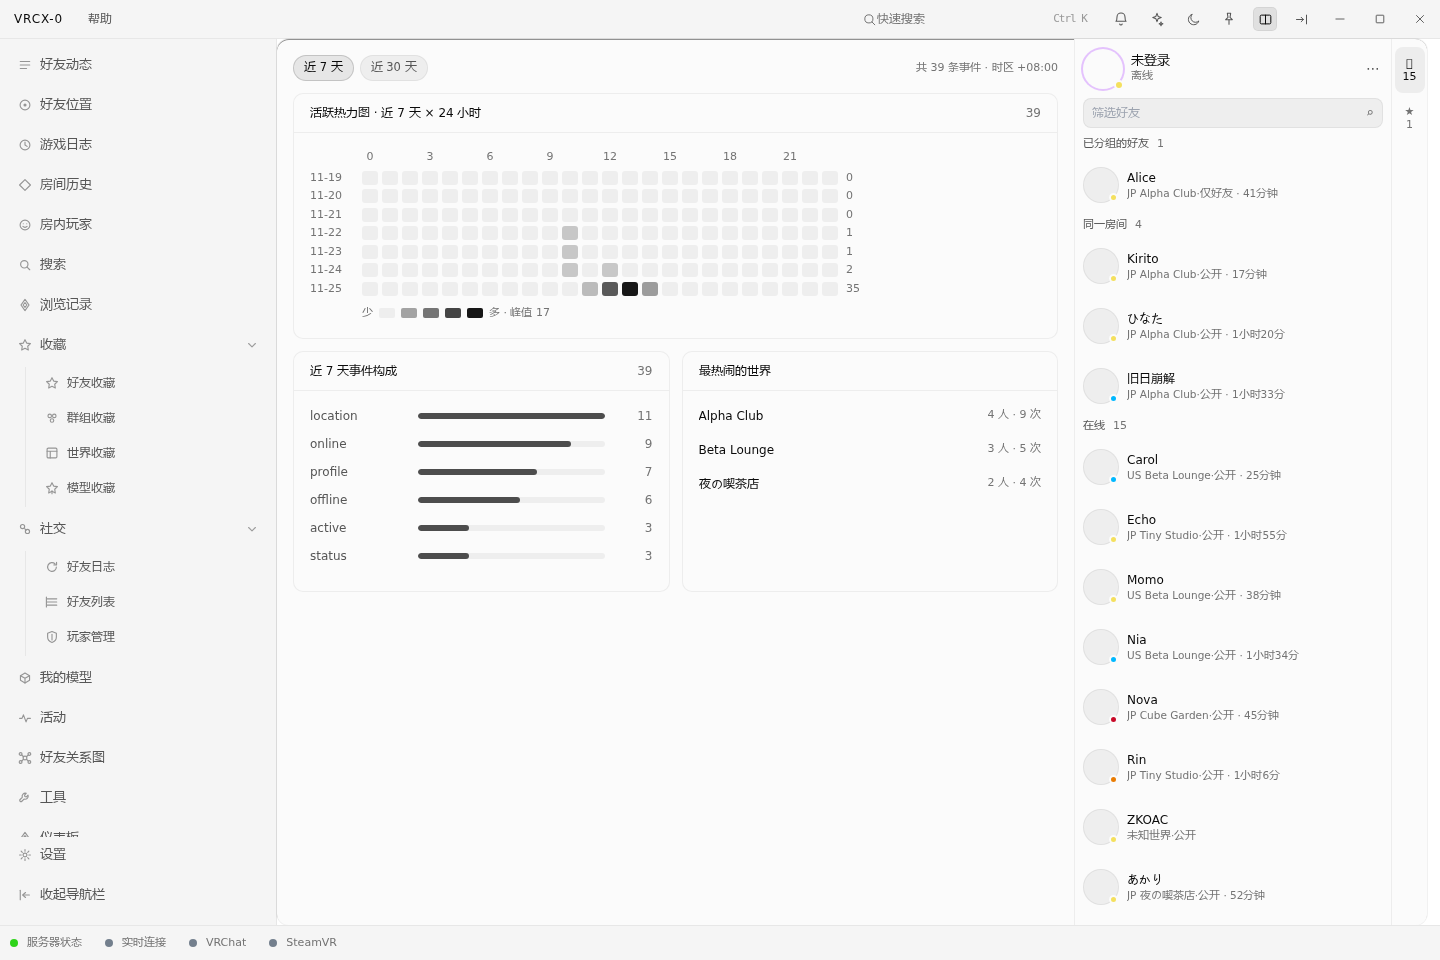 VRCX-0 帮助 快速搜索 Ctrl K
好友动态
好友位置
游戏日志
房间历史
房内玩家
搜索
浏览记录
收藏
好友收藏
群组收藏
世界收藏
模型收藏
社交
好友日志
好友列表
玩家管理
我的模型
活动
好友关系图
工具
仪表板
设置
收起导航栏
近 7 天 近 30 天 共 39 条事件 · 时区 +08:00
活跃热力图 · 近 7 天 × 24 小时 39
0 3 6 9 12 15 18 21
11-19 0
11-20 0
11-21 0
11-22 1
11-23 1
11-24 2
11-25 35
少 多 · 峰值 17
近 7 天事件构成 39
location 11
online 9
profile 7
offline 6
active 3
status 3
最热闹的世界
Alpha Club 4 人 · 9 次
Beta Lounge 3 人 · 5 次
夜の喫茶店 2 人 · 4 次
未登录
离线
筛选好友
已分组的好友 1
Alice
JP Alpha Club·仅好友 · 41分钟
同一房间 4
Kirito
JP Alpha Club·公开 · 17分钟
ひなた
JP Alpha Club·公开 · 1小时20分
旧日崩解
JP Alpha Club·公开 · 1小时33分
在线 15
Carol
US Beta Lounge·公开 · 25分钟
Echo
JP Tiny Studio·公开 · 1小时55分
Momo
US Beta Lounge·公开 · 38分钟
Nia
US Beta Lounge·公开 · 1小时34分
Nova
JP Cube Garden·公开 · 45分钟
Rin
JP Tiny Studio·公开 · 1小时6分
ZKOAC
未知世界·公开
あかり
JP 夜の喫茶店·公开 · 52分钟
15
★
1
服务器状态 实时连接 VRChat SteamVR